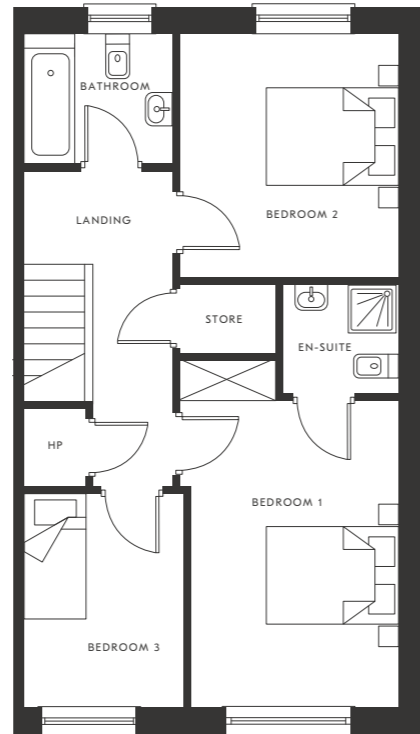 BATHROOM
LANDING
BEDROOM 2
STORE
EN-SUITE
HP
BEDROOM 1
BEDROOM 3